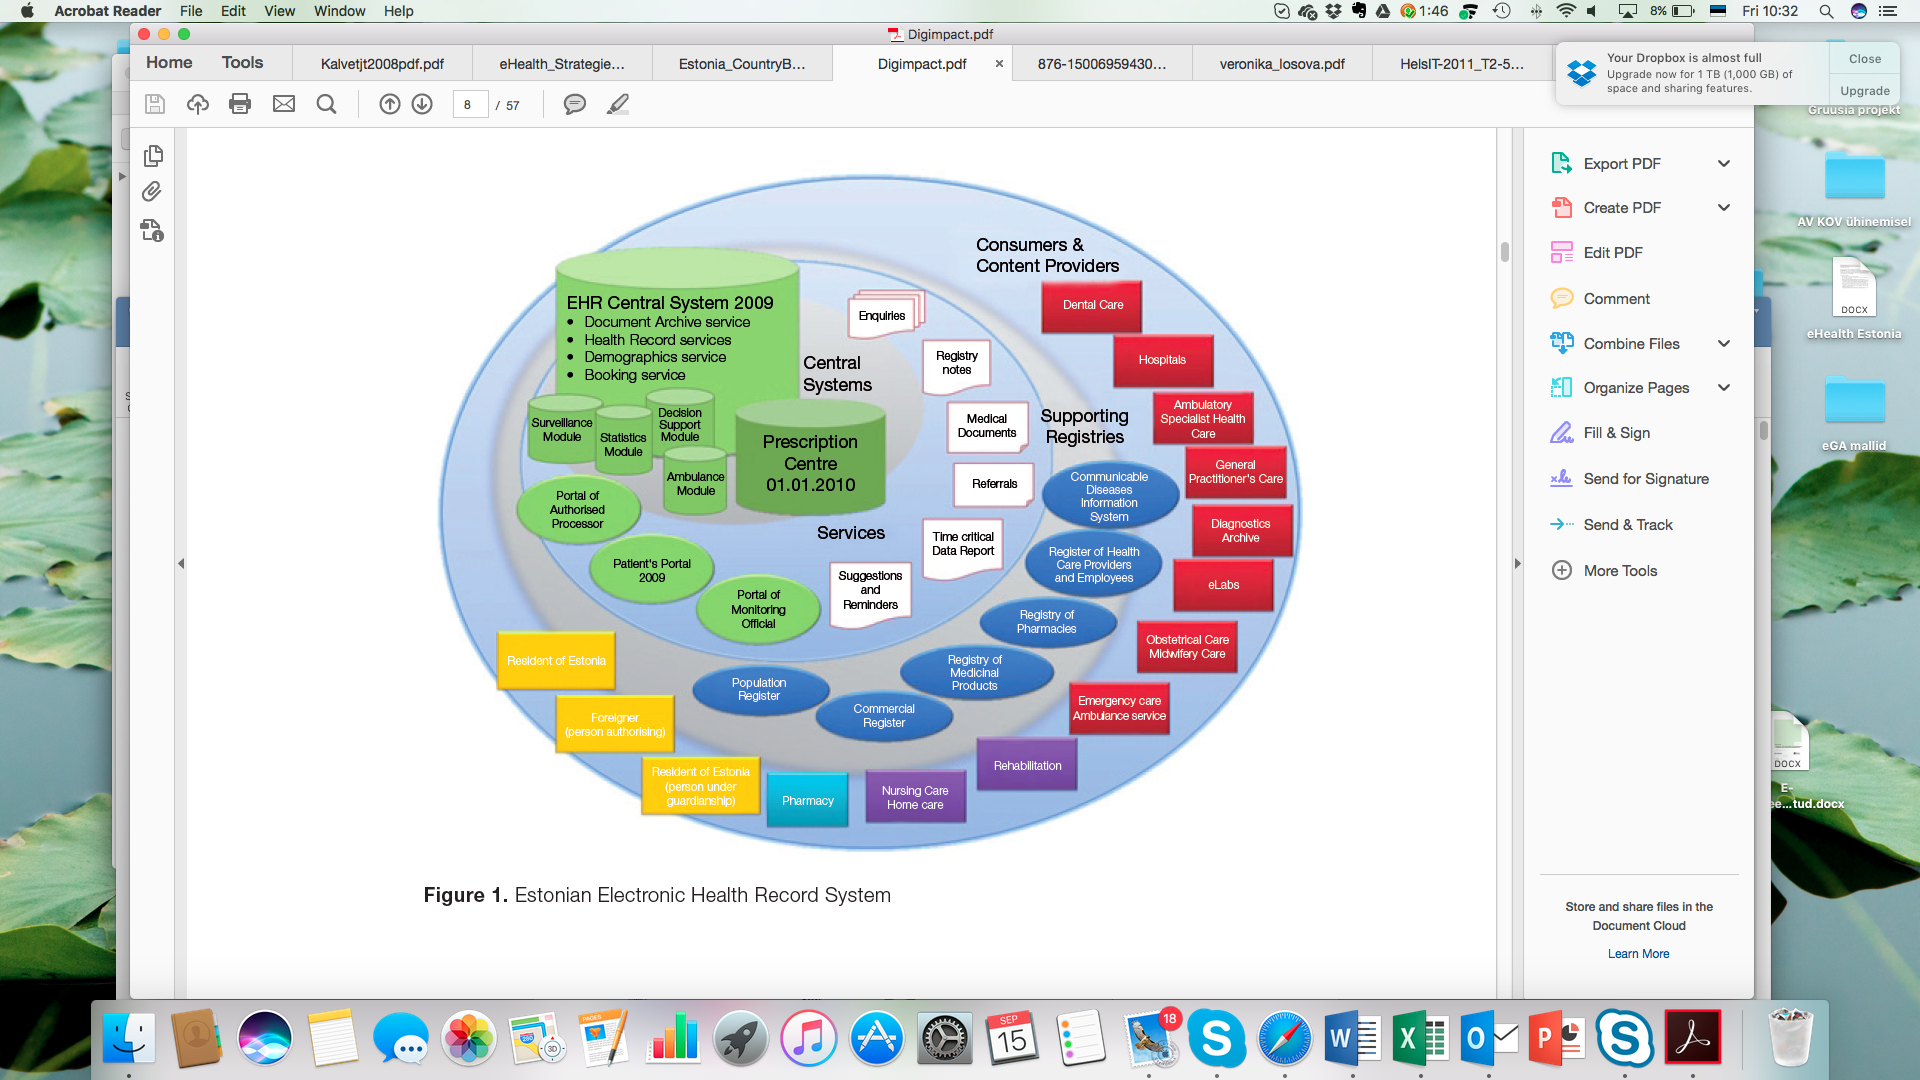 Acrobat Reader File Edit View Window Help
1:46
8%
Fri 10:32
Digimpact.pdf
Home Tools
Kalvetjt2008pdf.pdf
eHealth_Strategie...
Estonia_CountryB...
Digimpact.pdf ×
876-15006959430...
veronika_losova.pdf
HelsIT-2011_T2-5...
Your Dropbox is almost full
Upgrade now for 1 TB (1,000 GB) of
space and sharing features.
Close
Upgrade
8 / 57
Gruusia projekt
AV KOV ühinemisel
DOCX
eHealth Estonia
eGA mallid
DOCX
E-
ee...tud.docx
Export PDF
Create PDF
Edit PDF
Comment
Combine Files
Organize Pages
Fill & Sign
Send for Signature
Send & Track
More Tools
Store and share files in the
Document Cloud
Learn More
Consumers &
Content Providers
EHR Central System 2009
• Document Archive service
• Health Record services
• Demographics service
• Booking service
Surveillance
Module
Statistics
Module
Decision
Support
Module
Ambulance
Module
Central
Systems
Prescription
Centre
01.01.2010
Portal of
Authorised
Processor
Patient's Portal
2009
Portal of
Monitoring
Official
Services
Enquiries
Registry
notes
Medical
Documents
Referrals
Time critical
Data Report
Suggestions
and
Reminders
Supporting
Registries
Communicable
Diseases
Information
System
Register of Health
Care Providers
and Employees
Registry of
Pharmacies
Registry of
Medicinal
Products
Commercial
Register
Population
Register
Dental Care
Hospitals
Ambulatory
Specialist Health
Care
General
Practitioner's Care
Diagnostics
Archive
eLabs
Obstetrical Care
Midwifery Care
Emergency care
Ambulance service
Rehabilitation
Nursing Care
Home care
Pharmacy
Resident of Estonia
(person under
guardianship)
Foreigner
(person authorising)
Resident of Estonia
Figure 1. Estonian Electronic Health Record System
280
3D
PAGES
SEP
15
18